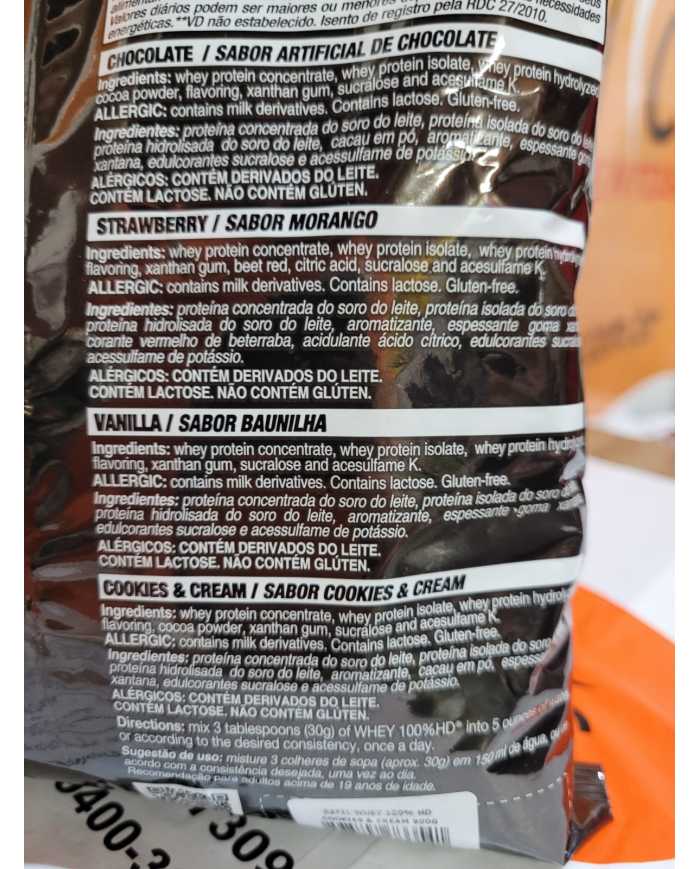 Valores diários podem ser maiores ou menores necessidades
energéticas.**VD não estabelecido. Isento de registro pela RDC 27/2010.
CHOCOLATE / SABOR ARTIFICIAL DE CHOCOLATE
Ingredients: whey protein concentrate, whey protein isolate, whey protein hydrolyzed
cocoa powder, flavoring, xanthan gum, sucralose and acesulfame K.
ALLERGIC: contains milk derivatives. Contains lactose. Gluten-free.
Ingredientes: proteína concentrada do soro do leite, proteína isolada do soro do
proteína hidrolisada do soro do leite, cacau em pó, aromatizante, espessante
xantana, edulcorantes sucralose e acessulfame de potássio.
ALÉRGICOS: CONTÉM DERIVADOS DO LEITE.
CONTÉM LACTOSE. NÃO CONTÉM GLÚTEN.
STRAWBERRY / SABOR MORANGO
Ingredients: whey protein concentrate, whey protein isolate, whey protein
flavoring, xanthan gum, beet red, citric acid, sucralose and acesulfame K.
ALLERGIC: contains milk derivatives. Contains lactose. Gluten-free.
Ingredientes: proteína concentrada do soro do leite, proteína isolada do soro
proteína hidrolisada do soro do leite, aromatizante, espessante goma
corante vermelho de beterraba, acidulante ácido cítrico, edulcorantes
acessulfame de potássio.
ALÉRGICOS: CONTÉM DERIVADOS DO LEITE.
CONTÉM LACTOSE. NÃO CONTÉM GLÚTEN.
VANILLA / SABOR BAUNILHA
Ingredients: whey protein concentrate, whey protein isolate, whey protein
flavoring, xanthan gum, sucralose and acesulfame K.
ALLERGIC: contains milk derivatives. Contains lactose. Gluten-free.
Ingredientes: proteína concentrada do soro do leite, proteína isolada do soro
proteína hidrolisada do soro do leite, aromatizante, espessante goma
edulcorantes sucralose e acessulfame de potássio.
ALÉRGICOS: CONTÉM DERIVADOS DO LEITE.
CONTÉM LACTOSE. NÃO CONTÉM GLÚTEN.
COOKIES & CREAM / SABOR COOKIES & CREAM
Ingredients: whey protein concentrate, whey protein isolate, whey protein
flavoring, cocoa powder, xanthan gum, sucralose and acesulfame K.
ALLERGIC: contains milk derivatives. Contains lactose. Gluten-free.
Ingredientes: proteína concentrada do soro do leite, proteína isolada do soro
proteína hidrolisada do soro do leite, aromatizante, cacau em pó,
xantana, edulcorantes sucralose e acessulfame de potássio.
ALÉRGICOS: CONTÉM DERIVADOS DO LEITE.
CONTÉM LACTOSE. NÃO CONTÉM GLÚTEN.
Directions: mix 3 tablespoons (30g) of WHEY 100%HD* into 5 ounces of
or according to the desired consistency, once a day.
Sugestão de uso: misture 3 colheres de sopa (aprox. 30g) em 150 ml de água,
acordo com a consistência desejada, uma vez ao dia.
Recomendação para adultos acima de 19 anos de idade.
COOKIES & CREAM 900G